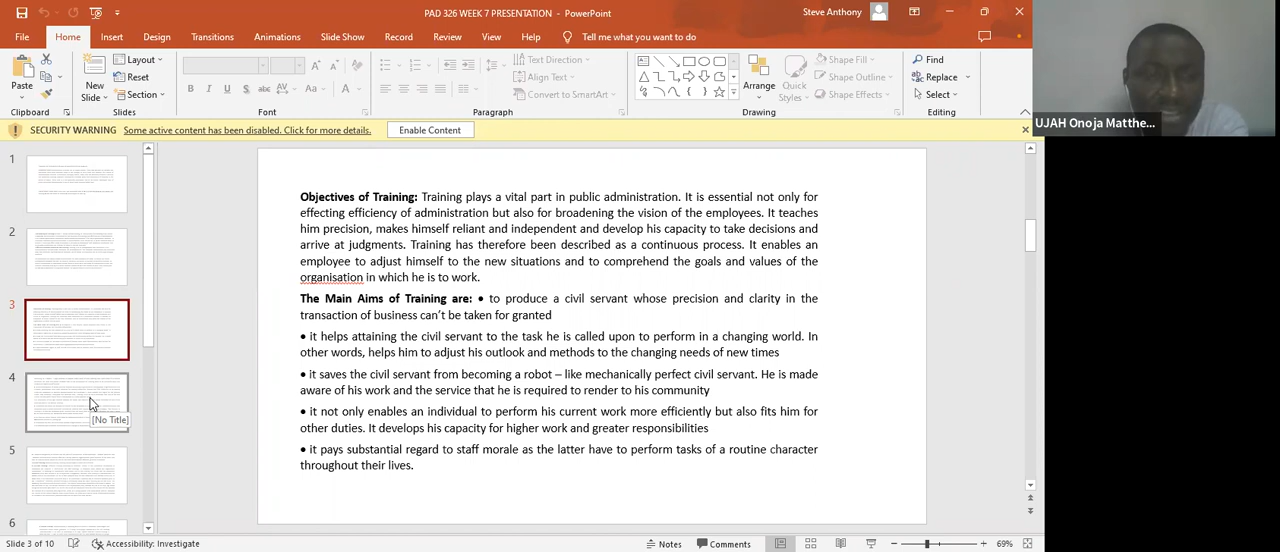 PAD 326 WEEK 7 PRESENTATION - PowerPoint
Steve Anthony
File Home Insert Design Transitions Animations Slide Show Record Review View Help Tell me what you want to do
Paste
Clipboard
New
Slide
Layout
Reset
Section
Slides
B I U S abc AV Aa A
Font
Text Direction
Align Text
Convert to SmartArt
Paragraph
Arrange
Quick
Styles
Shape Fill
Shape Outline
Shape Effects
Drawing
Find
Replace
Select
Editing
UJAH Onoja Matthe...
SECURITY WARNING Some active content has been disabled. Click for more details. Enable Content
1
2
3
4
[No Title]
5
6
Objectives of Training: Training plays a vital part in public administration. It is essential not only for
effecting efficiency of administration but also for broadening the vision of the employees. It teaches
him precision, makes himself reliant and independent and develop his capacity to take decisions and
arrive at judgments. Training has therefore been described as a continuous process. It enables an
employee to adjust himself to the new situations and to comprehend the goals and values of the
organisation in which he is to work.
The Main Aims of Training are: • to produce a civil servant whose precision and clarity in the
transaction of business can't be taken for granted
• it helps attaining the civil servant to the task he is called upon to perform in a changing world. In
other words, helps him to adjust his outlook and methods to the changing needs of new times
• it saves the civil servant from becoming a robot – like mechanically perfect civil servant. He is made
aware of his work and the service that he is required to render to his community
• it not only enables an individual to perform his current work more efficiently but also fits him for
other duties. It develops his capacity for higher work and greater responsibilities
• it pays substantial regard to staff morale as the latter have to perform tasks of a routine character
throughout their lives.
Slide 3 of 10 Accessibility: Investigate Notes Comments 69%